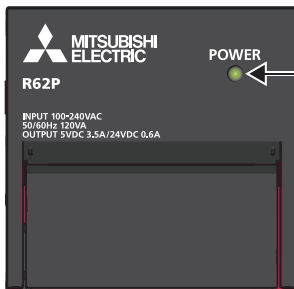 MITSUBISHI
ELECTRIC
POWER
R62P
INPUT 100-240VAC
50/60Hz 120VA
OUTPUT 5VDC 3.5A/24VDC 0.6A